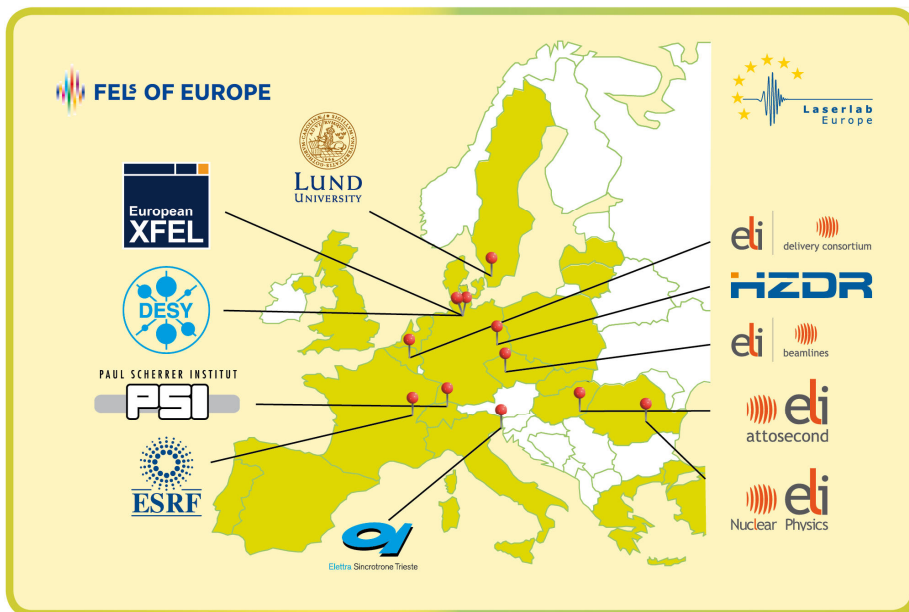 FELs OF EUROPE
Laserlab
Europe
LUND
UNIVERSITY
European
XFEL
DESY
PAUL SCHERRER INSTITUT
PSI
ESRF
Elettra Sincrotrone Trieste
eli delivery consortium
HZDR
eli beamlines
eli
attosecond
eli
Nuclear Physics